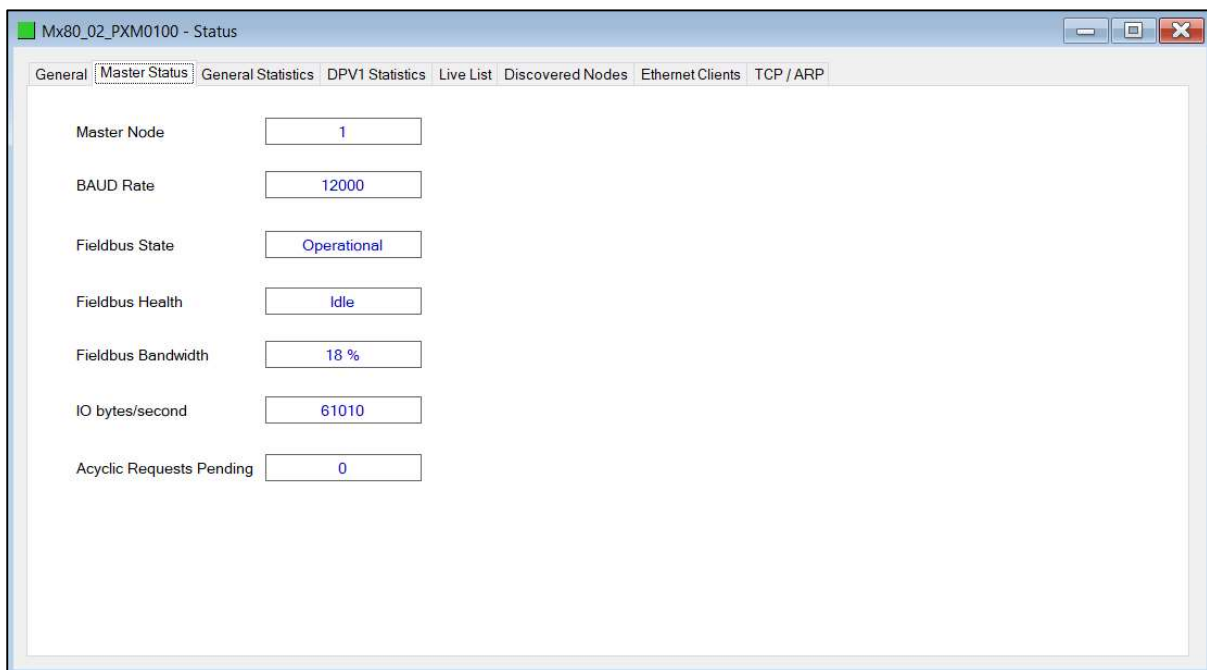 Mx80_02_PXM0100 - Status
General Master Status General Statistics DPV1 Statistics Live List Discovered Nodes Ethernet Clients TCP / ARP
Master Node 1
BAUD Rate 12000
Fieldbus State Operational
Fieldbus Health Idle
Fieldbus Bandwidth 18 %
IO bytes/second 61010
Acyclic Requests Pending 0